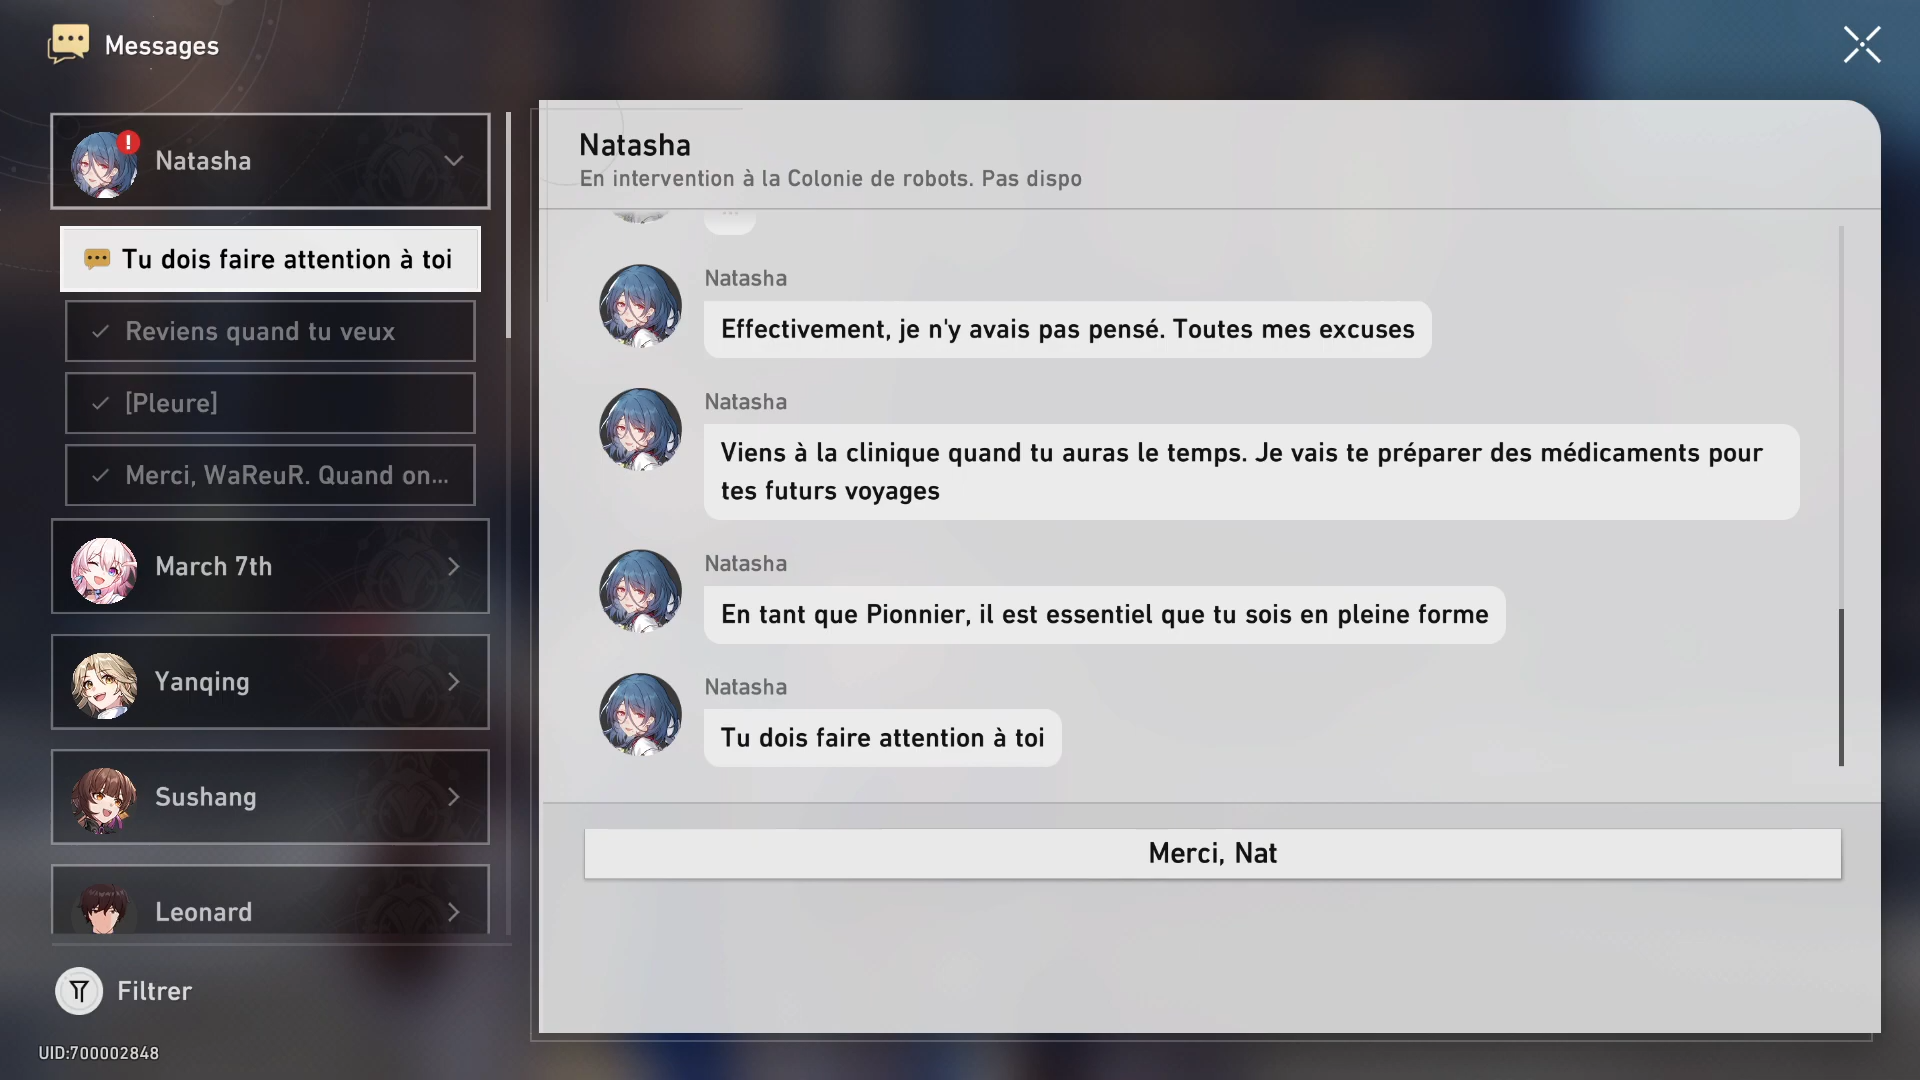 Messages
Natasha
Tu dois faire attention à toi
Reviens quand tu veux
[Pleure]
Merci, WaReuR. Quand on...
March 7th
Yanqing
Sushang
Leonard
Filtrer
UID:700002848
Natasha
En intervention à la Colonie de robots. Pas dispo
...
Natasha
Effectivement, je n'y avais pas pensé. Toutes mes excuses
Natasha
Viens à la clinique quand tu auras le temps. Je vais te préparer des médicaments pour
tes futurs voyages
Natasha
En tant que Pionnier, il est essentiel que tu sois en pleine forme
Natasha
Tu dois faire attention à toi
Merci, Nat